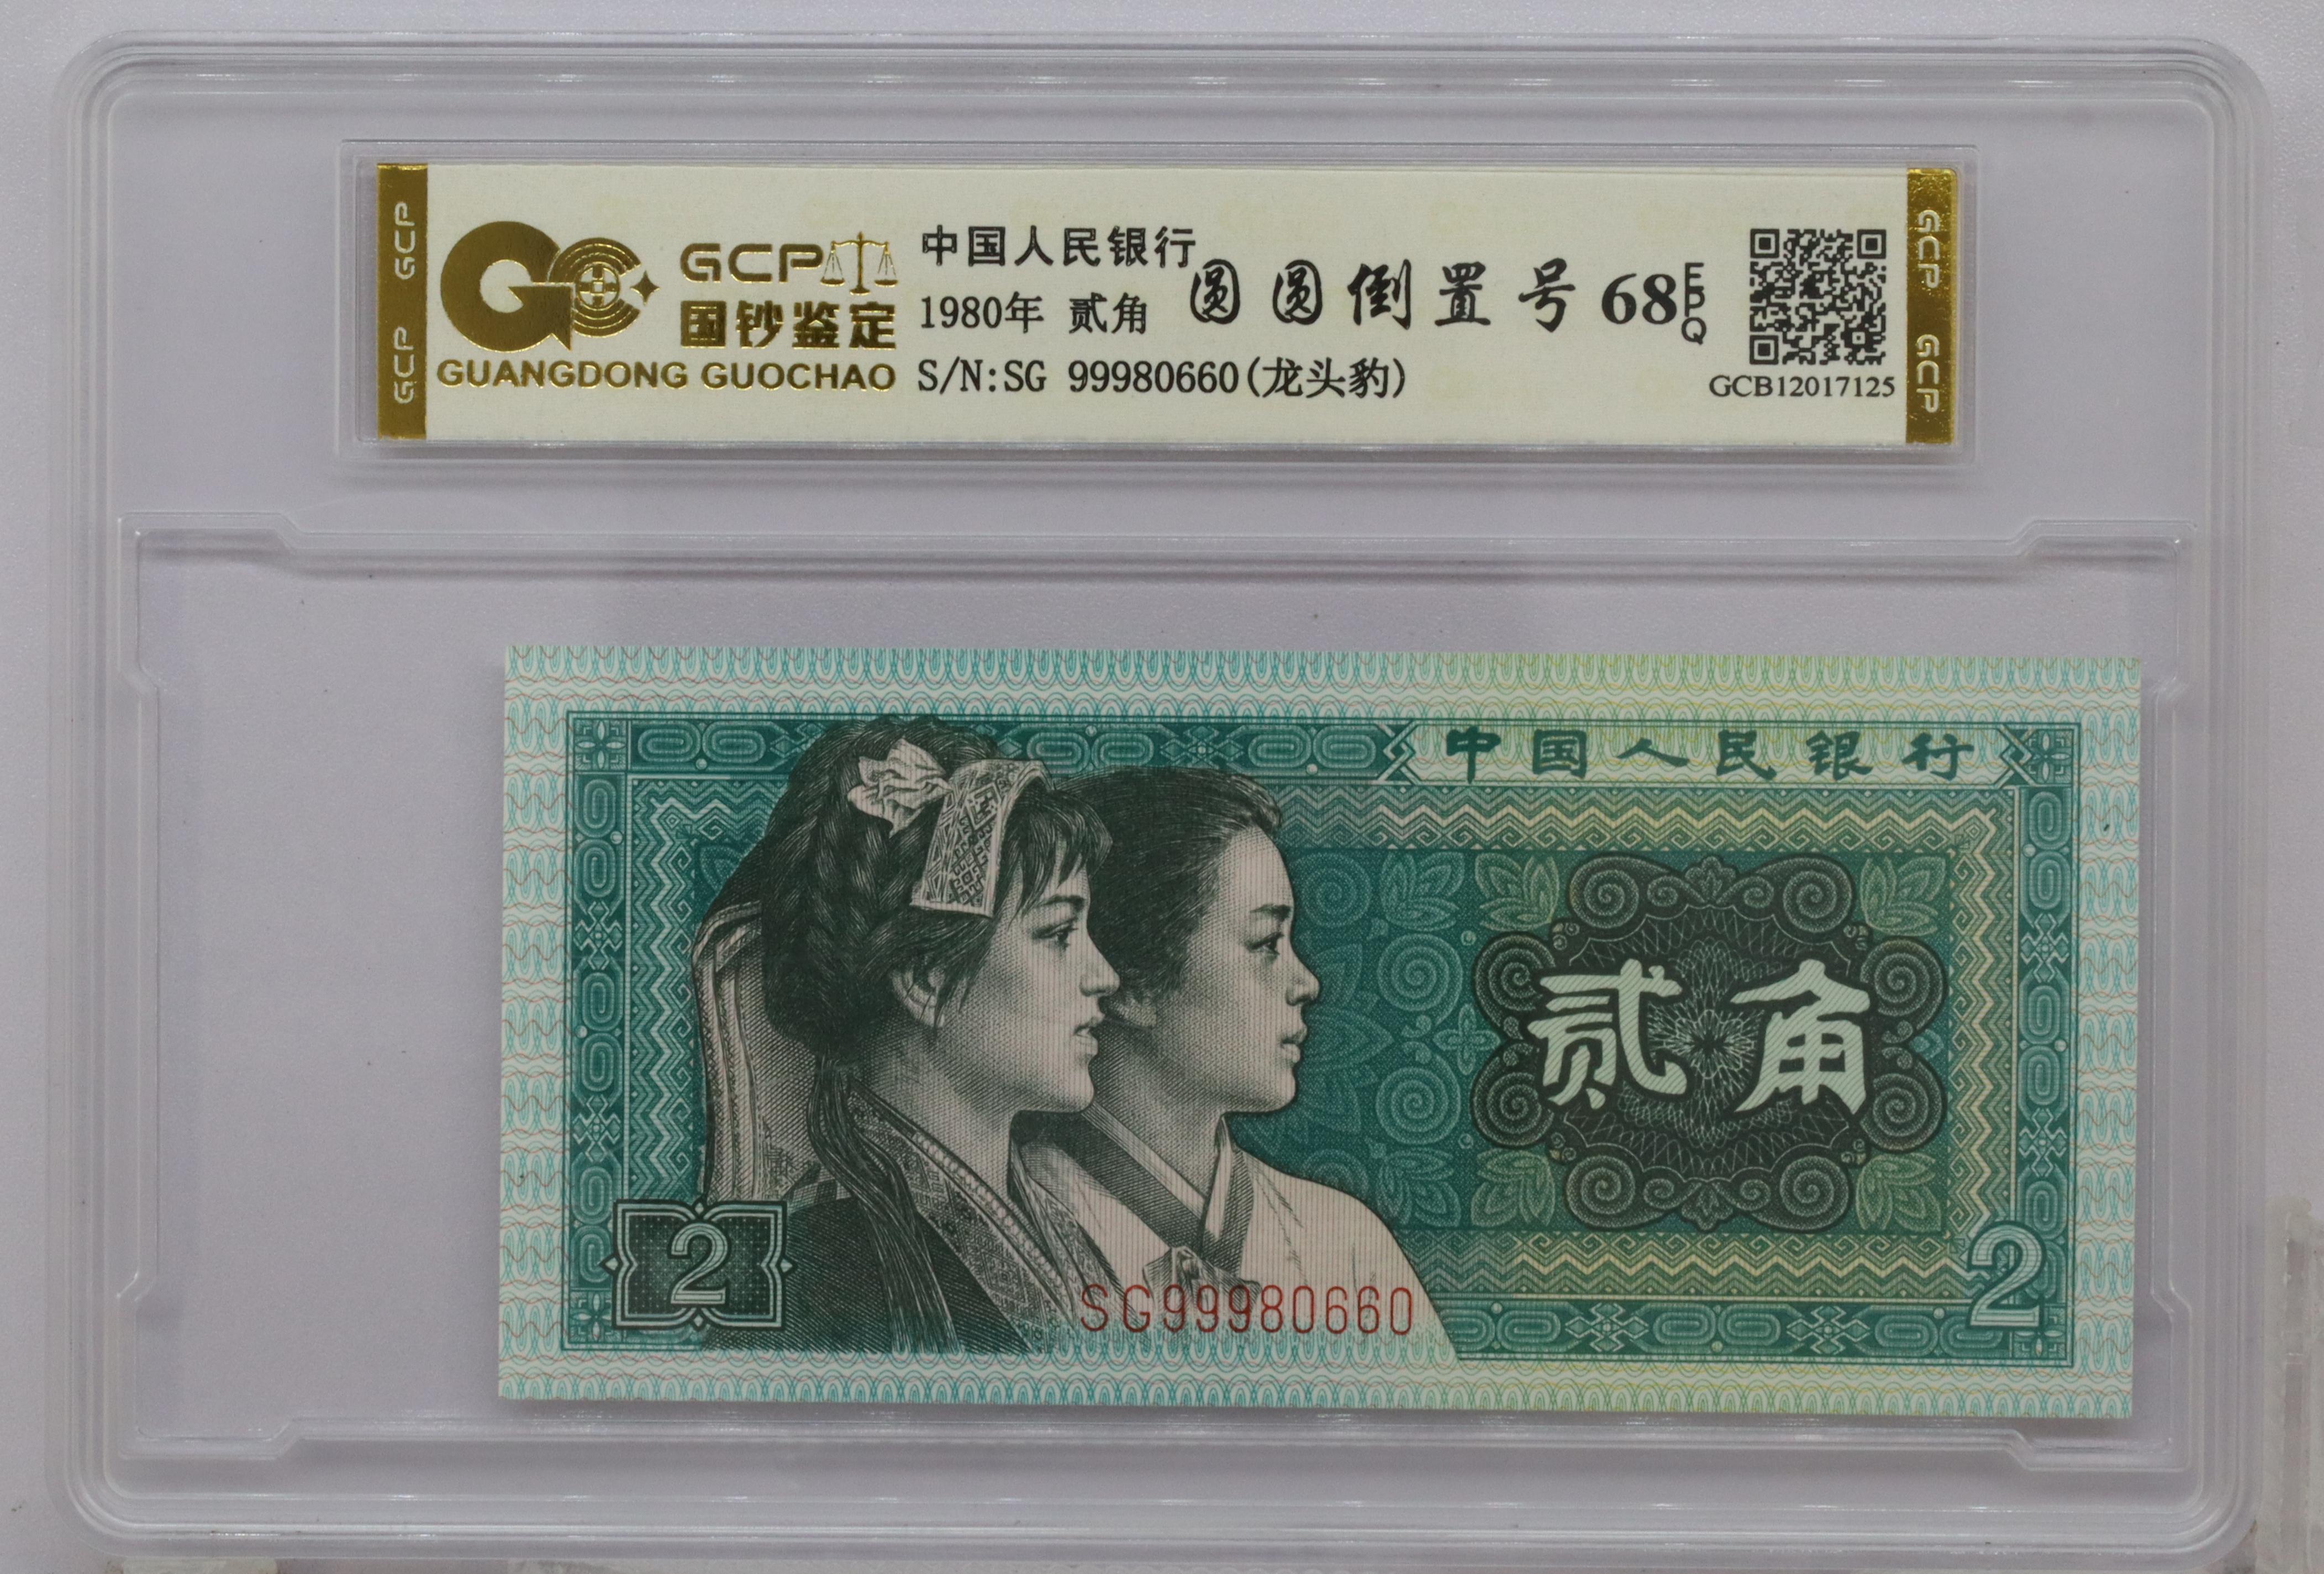 GCP GCP
GCP
国钞鉴定
GUANGDONG GUOCHAO
中国人民银行
1980年 贰角
S/N:SG 99980660(龙头豹)
圆圆倒置号 68 EPQ
GCB12017125
GCP GCP
中国人民银行
贰角
2
SG99980660
2